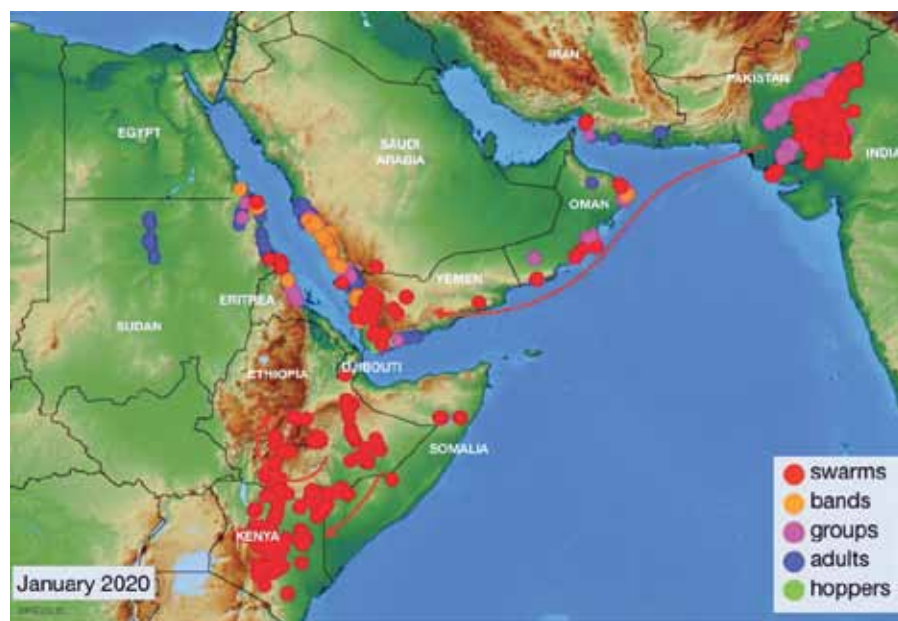 IRAN
PAKISTAN
EGYPT
SAUDI
ARABIA
INDIA
OMAN
YEMEN
ERITREA
SUDAN
DJIBOUTI
ETHIOPIA
SOMALIA
KENYA
swarms
bands
groups
adults
hoppers
January 2020